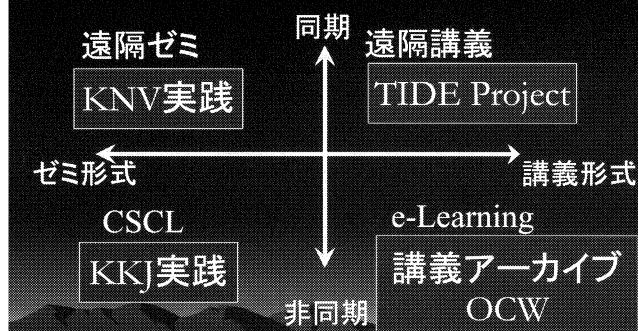 同期
遠隔ゼミ
遠隔講義
KNV実践
TIDE Project
ゼミ形式
講義形式
CSCL
e-Learning
KKJ実践
講義アーカイブ
OCW
非同期